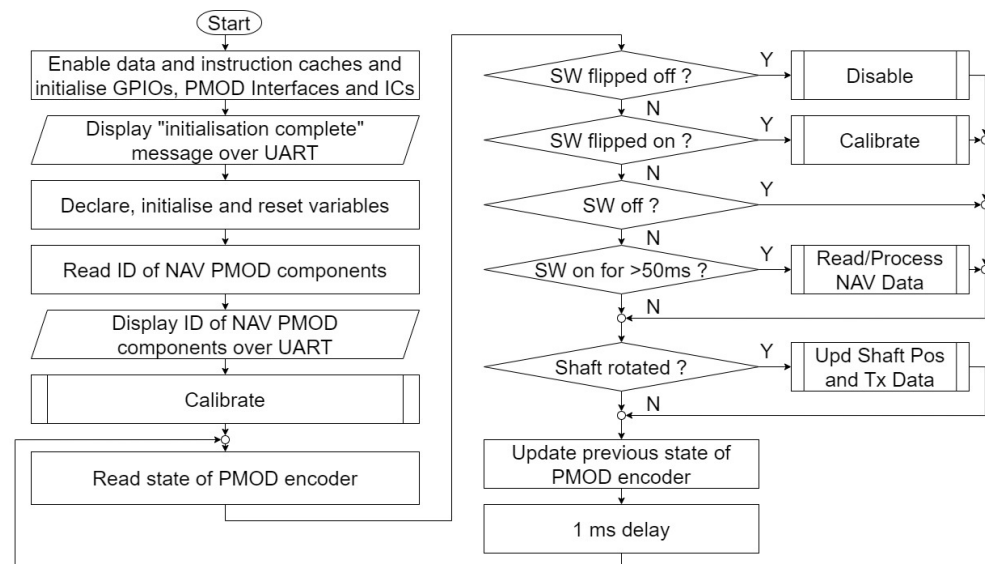 Start
Enable data and instruction caches and
initialise GPIOs, PMOD Interfaces and ICs
Display "initialisation complete"
message over UART
Declare, initialise and reset variables
Read ID of NAV PMOD components
Display ID of NAV PMOD
components over UART
Calibrate
Read state of PMOD encoder
SW flipped off ?
Y
Disable
N
SW flipped on ?
Y
Calibrate
N
SW off ?
Y
N
SW on for >50ms ?
Y
Read/Process
NAV Data
N
Shaft rotated ?
Y
Upd Shaft Pos
and Tx Data
N
Update previous state of
PMOD encoder
1 ms delay